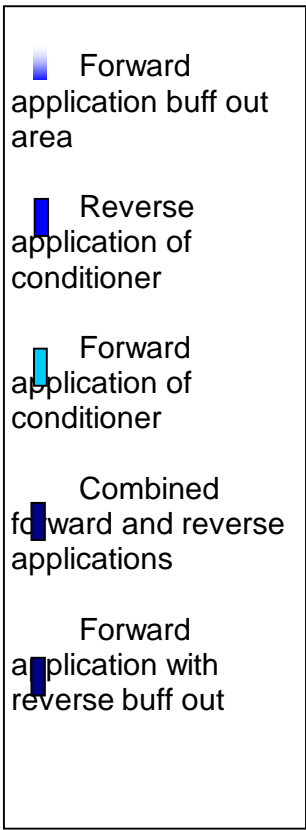 Forward
application buff out
area
Reverse
application of
conditioner
Forward
application of
conditioner
Combined
forward and reverse
applications
Forward
application with
reverse buff out